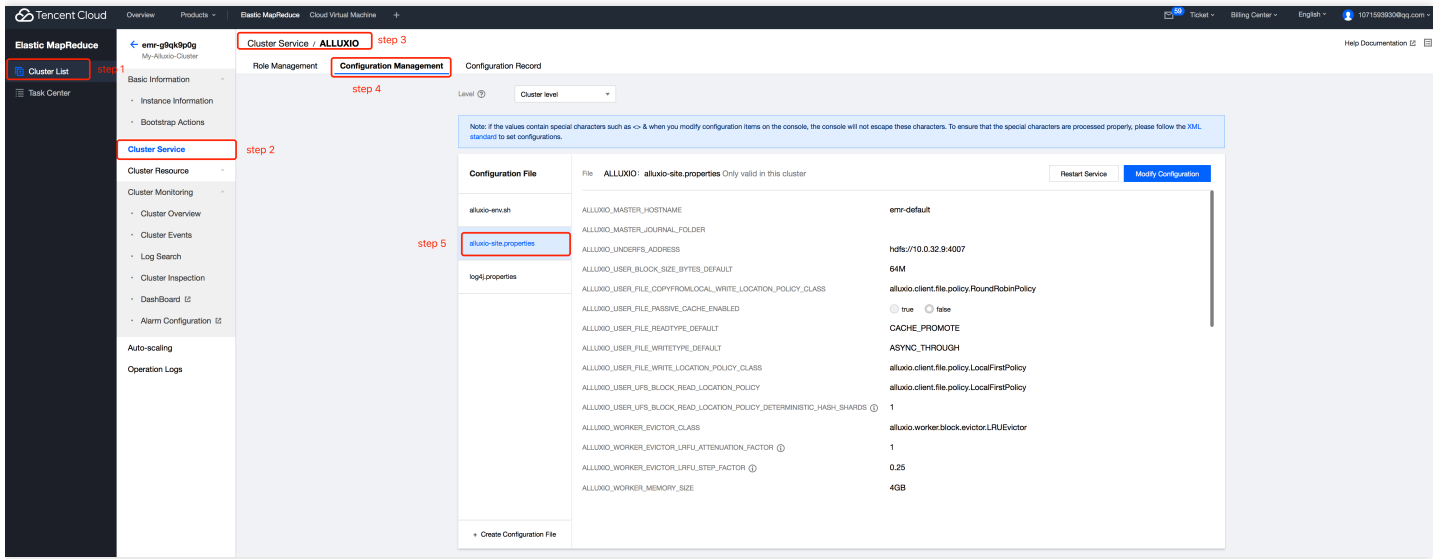 Tencent Cloud Overview Products Elastic MapReduce Cloud Virtual Machine + 59 Ticket Billing Center English 1071593930@qq.com
Elastic MapReduce
Cluster List step 1
Task Center
emr-g9qk9p0g
My-Alluxio-Cluster
Basic Information
Instance Information
Bootstrap Actions
Cluster Service step 2
Cluster Resource
Cluster Monitoring
Cluster Overview
Cluster Events
Log Search
Cluster Inspection
DashBoard
Alarm Configuration
Auto-scaling
Operation Logs
Cluster Service / ALLUXIO step 3
Help Documentation
Role Management Configuration Management Configuration Record
step 4
Level Cluster level
Note: if the values contain special characters such as <> & when you modify configuration items on the console, the console will not escape these characters. To ensure that the special characters are processed properly, please follow the XML
standard to set configurations.
Configuration File
alluxio-env.sh
step 5 alluxio-site.properties
log4j.properties
+ Create Configuration File
File ALLUXIO: alluxio-site.properties Only valid in this cluster Restart Service Modify Configuration
ALLUXIO_MASTER_HOSTNAME emr-default
ALLUXIO_MASTER_JOURNAL_FOLDER
ALLUXIO_UNDERFS_ADDRESS hdfs://10.0.32.9:4007
ALLUXIO_USER_BLOCK_SIZE_BYTES_DEFAULT 64M
ALLUXIO_USER_FILE_COPYFROMLOCAL_WRITE_LOCATION_POLICY_CLASS alluxio.client.file.policy.RoundRobinPolicy
ALLUXIO_USER_FILE_PASSIVE_CACHE_ENABLED true false
ALLUXIO_USER_FILE_READTYPE_DEFAULT CACHE_PROMOTE
ALLUXIO_USER_FILE_WRITETYPE_DEFAULT ASYNC_THROUGH
ALLUXIO_USER_FILE_WRITE_LOCATION_POLICY_CLASS alluxio.client.file.policy.LocalFirstPolicy
ALLUXIO_USER_UFS_BLOCK_READ_LOCATION_POLICY alluxio.client.file.policy.LocalFirstPolicy
ALLUXIO_USER_UFS_BLOCK_READ_LOCATION_POLICY_DETERMINISTIC_HASH_SHARDS 1
ALLUXIO_WORKER_EVICTOR_CLASS alluxio.worker.block.evictor.LRUEvictor
ALLUXIO_WORKER_EVICTOR_LRFU_ATTENUATION_FACTOR 1
ALLUXIO_WORKER_EVICTOR_LRFU_STEP_FACTOR 0.25
ALLUXIO_WORKER_MEMORY_SIZE 4GB